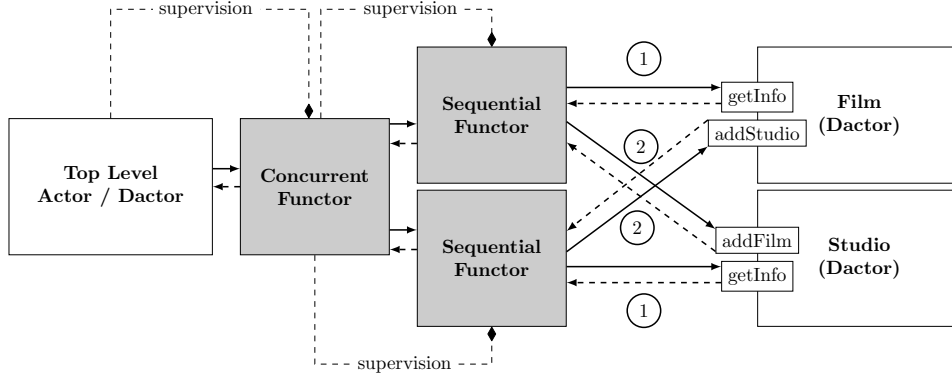 supervision
supervision
Top Level
Actor / Dactor
Concurrent
Functor
Sequential
Functor
1
getInfo
addStudio
Film
(Dactor)
2
Sequential
Functor
2
addFilm
getInfo
Studio
(Dactor)
1
supervision